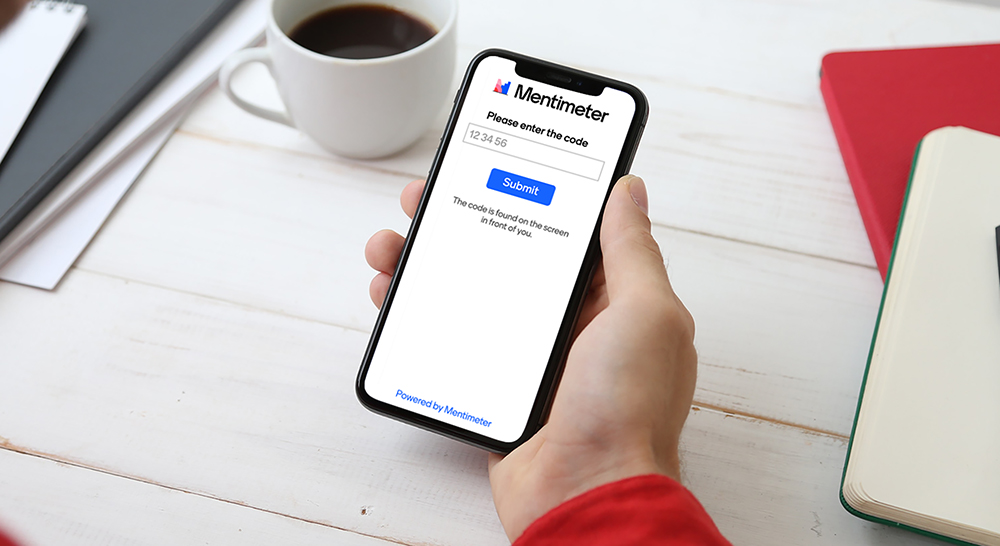 Mentimeter
Please enter the code
12 34 56
Submit
The code is found on the screen
in front of you.
Powered by Mentimeter